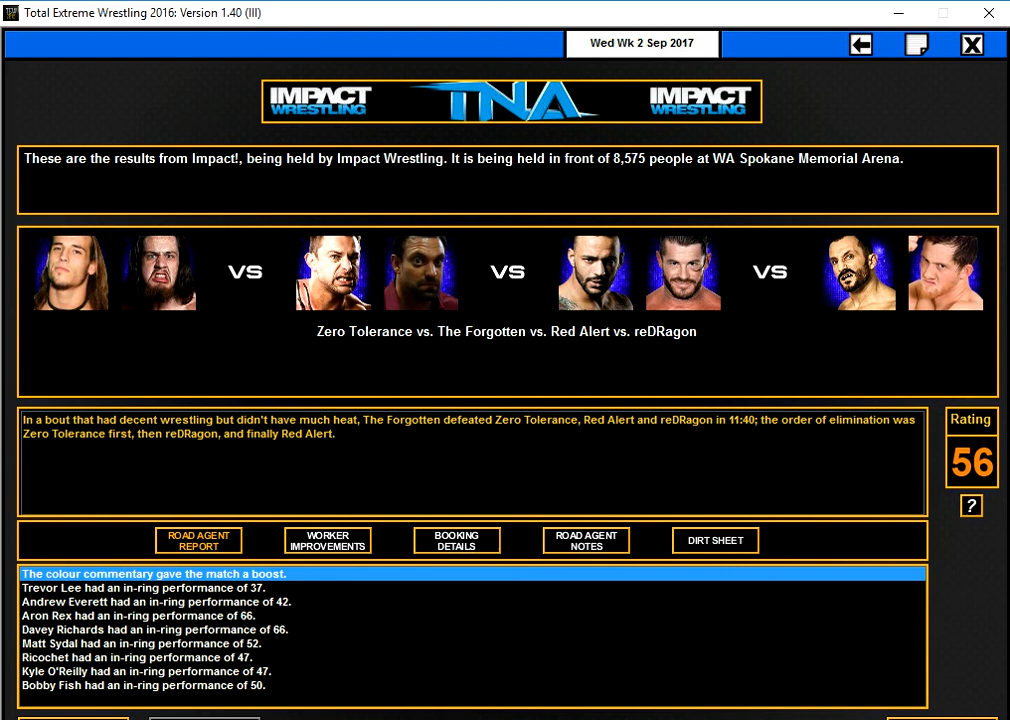 Total Extreme Wrestling 2016: Version 1.40 (III)
Wed Wk 2 Sep 2017
IMPACT WRESTLING TNA IMPACT WRESTLING
These are the results from Impact!, being held by Impact Wrestling. It is being held in front of 8,575 people at WA Spokane Memorial Arena.
VS VS VS
Zero Tolerance vs. The Forgotten vs. Red Alert vs. reDRagon
In a bout that had decent wrestling but didn't have much heat, The Forgotten defeated Zero Tolerance, Red Alert and reDRagon in 11:40; the order of elimination was
Zero Tolerance first, then reDRagon, and finally Red Alert.
Rating
56
?
ROAD AGENT REPORT
WORKER IMPROVEMENTS
BOOKING DETAILS
ROAD AGENT NOTES
DIRT SHEET
The colour commentary gave the match a boost.
Trevor Lee had an in-ring performance of 37.
Andrew Everett had an in-ring performance of 42.
Aron Rex had an in-ring performance of 66.
Davey Richards had an in-ring performance of 66.
Matt Sydal had an in-ring performance of 52.
Ricochet had an in-ring performance of 47.
Kyle O'Reilly had an in-ring performance of 47.
Bobby Fish had an in-ring performance of 50.